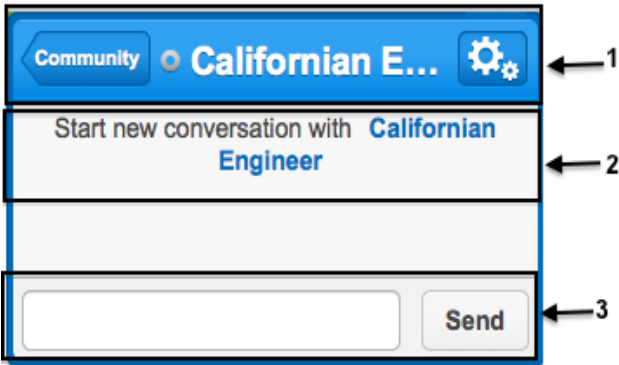 Community Californian E...
1
Start new conversation with Californian
Engineer
2
Send
3